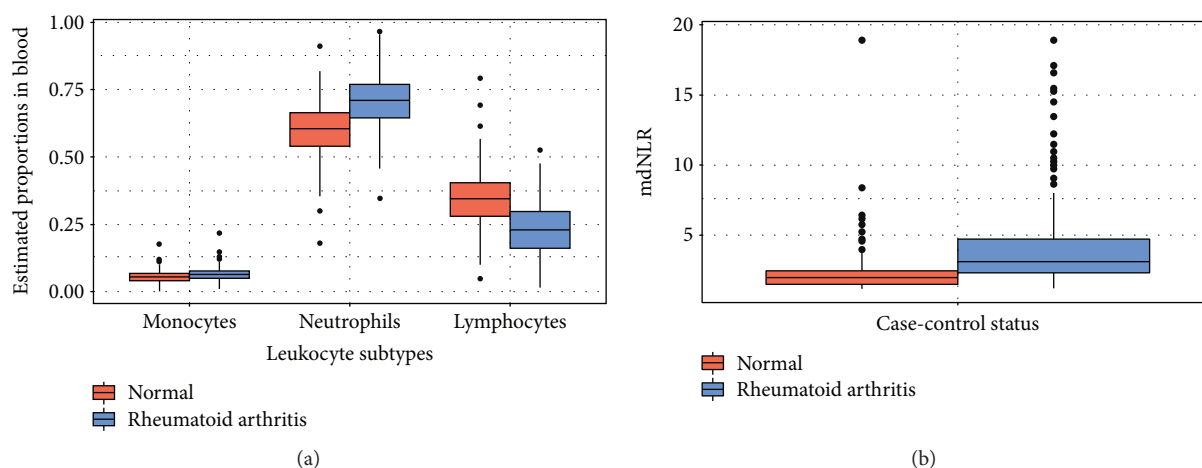 Estimated proportions in blood
1.00
0.75
0.50
0.25
0.00
Monocytes
Neutrophils
Lymphocytes
Leukocyte subtypes
Normal
Rheumatoid arthritis
(a)
mdNLR
20
15
10
5
Case-control status
Normal
Rheumatoid arthritis
(b)